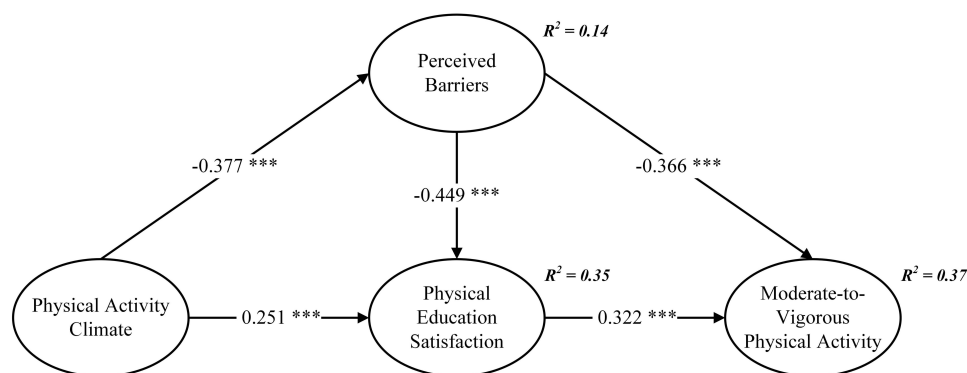 R² = 0.14
Perceived
Barriers
-0.377 ***
-0.366 ***
-0.449 ***
Physical Activity
Climate
0.251 ***
R² = 0.35
Physical
Education
Satisfaction
0.322 ***
R² = 0.37
Moderate-to-
Vigorous
Physical Activity